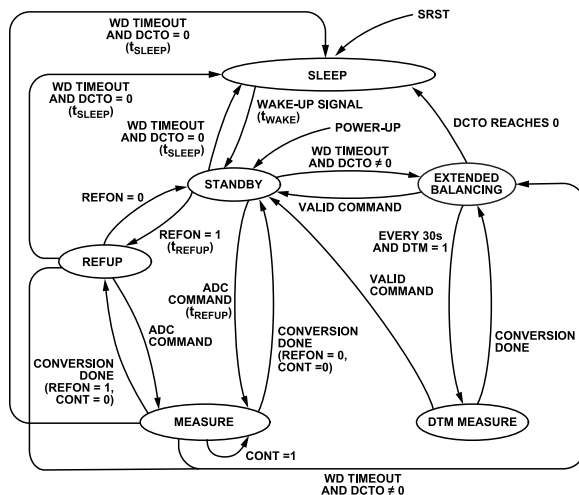 WD TIMEOUT
AND DCTO = 0
(tSLEEP)
SRST
SLEEP
WD TIMEOUT
AND DCTO = 0
(tSLEEP)
WAKE-UP SIGNAL
(tWAKE)
WD TIMEOUT
AND DCTO = 0
(tSLEEP)
POWER-UP
DCTO REACHES 0
WD TIMEOUT
AND DCTO ≠ 0
STANDBY
EXTENDED
BALANCING
VALID COMMAND
REFON = 0
REFON = 1
(tREFUP)
EVERY 30s
AND DTM = 1
REFUP
VALID
COMMAND
ADC
COMMAND
(tREFUP)
ADC
COMMAND
CONVERSION
DONE
(REFON = 0,
CONT =0)
CONVERSION
DONE
CONVERSION
DONE
(REFON = 1,
CONT = 0)
MEASURE
DTM MEASURE
CONT =1
WD TIMEOUT
AND DCTO ≠ 0